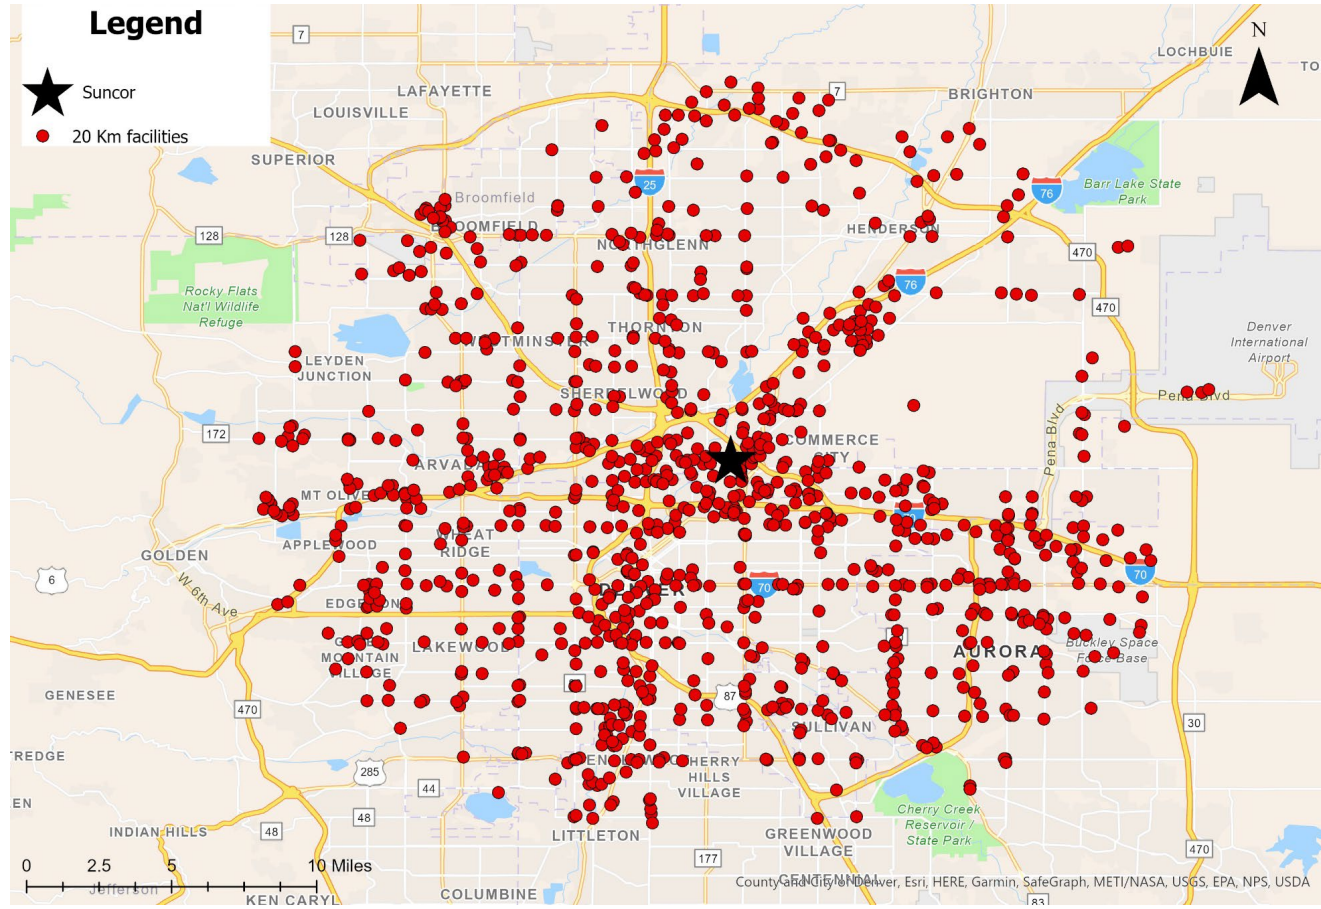 Legend
Suncor
20 Km facilities
N
7
LOCHBUIE
TO
LAFAYETTE
7
BRIGHTON
LOUISVILLE
SUPERIOR
25
76
Barr Lake State
Park
Broomfield
BROOMFIELD
128
128
NORTHGLENN
HENDERSON
470
Rocky Flats
Nat'l Wildlife
Refuge
76
470
THORNTON
Denver
International
Airport
WESTMINSTER
LEYDEN
JUNCTION
SHERRELWOOD
Pena Blvd
172
COMMERCE
CITY
Pena Blvd
ARVADA
MT OLIVE
WHEAT
RIDGE
APPLEWOOD
GOLDEN
6
W 6th Ave
70
70
DENVER
EDGE
LAKEWOOD
MOUNTAIN
VILLAGE
AURORA
Buckley Space
Force Base
GENESEE
87
470
30
SULLIVAN
TREDGE
285
CHERRY
HILLS
VILLAGE
44
EN
48
Cherry Creek
Reservoir /
State Park
INDIAN HILLS
48
LITTLETON
GREENWOOD
VILLAGE
470
177
0 2.5 5 10 Miles
Jefferson
KEN CARYL
COLUMBINE
CENTENNIAL
County and City of Denver, Esri, HERE, Garmin, SafeGraph, METI/NASA, USGS, EPA, NPS, USDA
83